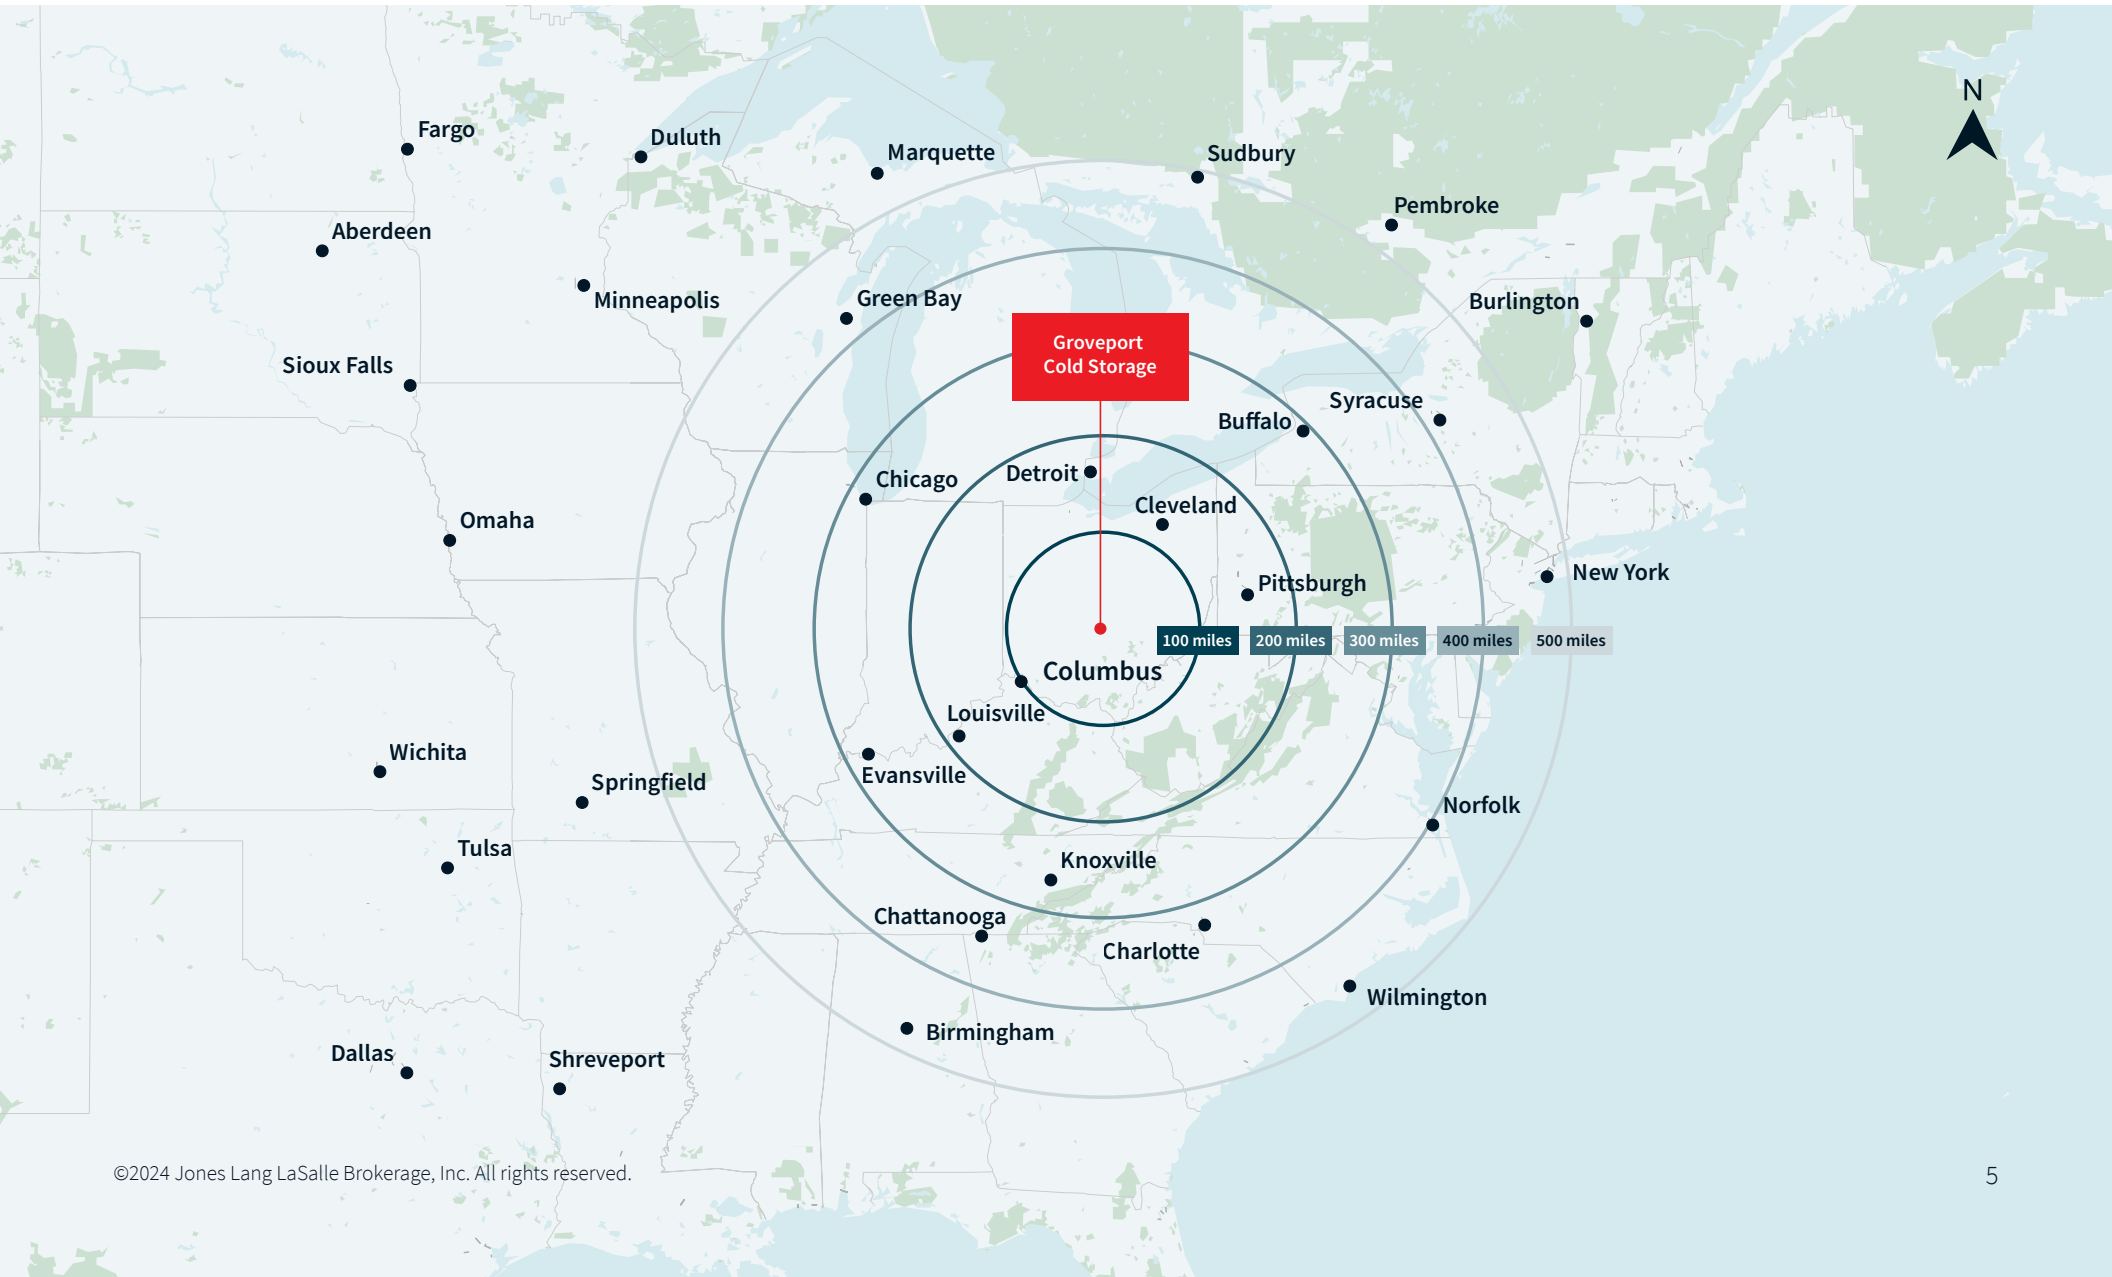 N
Fargo
Duluth
Marquette
Sudbury
Pembroke
Aberdeen
Minneapolis
Green Bay
Burlington
Groveport
Cold Storage
Sioux Falls
Syracuse
Buffalo
Detroit
Chicago
Cleveland
Omaha
New York
Pittsburgh
100 miles
200 miles
300 miles
400 miles
500 miles
Columbus
Louisville
Wichita
Evansville
Springfield
Norfolk
Tulsa
Knoxville
Chattanooga
Charlotte
Wilmington
Birmingham
Dallas
Shreveport
©2024 Jones Lang LaSalle Brokerage, Inc. All rights reserved.
5